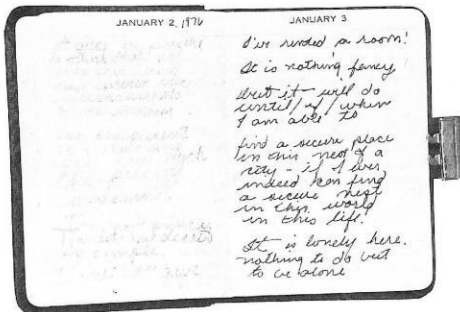 JANUARY 2, 1976
JANUARY 3
I've rented a room!
It is nothing fancy
but it will do
until/if/when
I am able to
find a secure place
in this nest of a
city - if I ever
indeed can find
a secure nest
in this world
in this life.
It is lonely here.
nothing to do but
to be alone